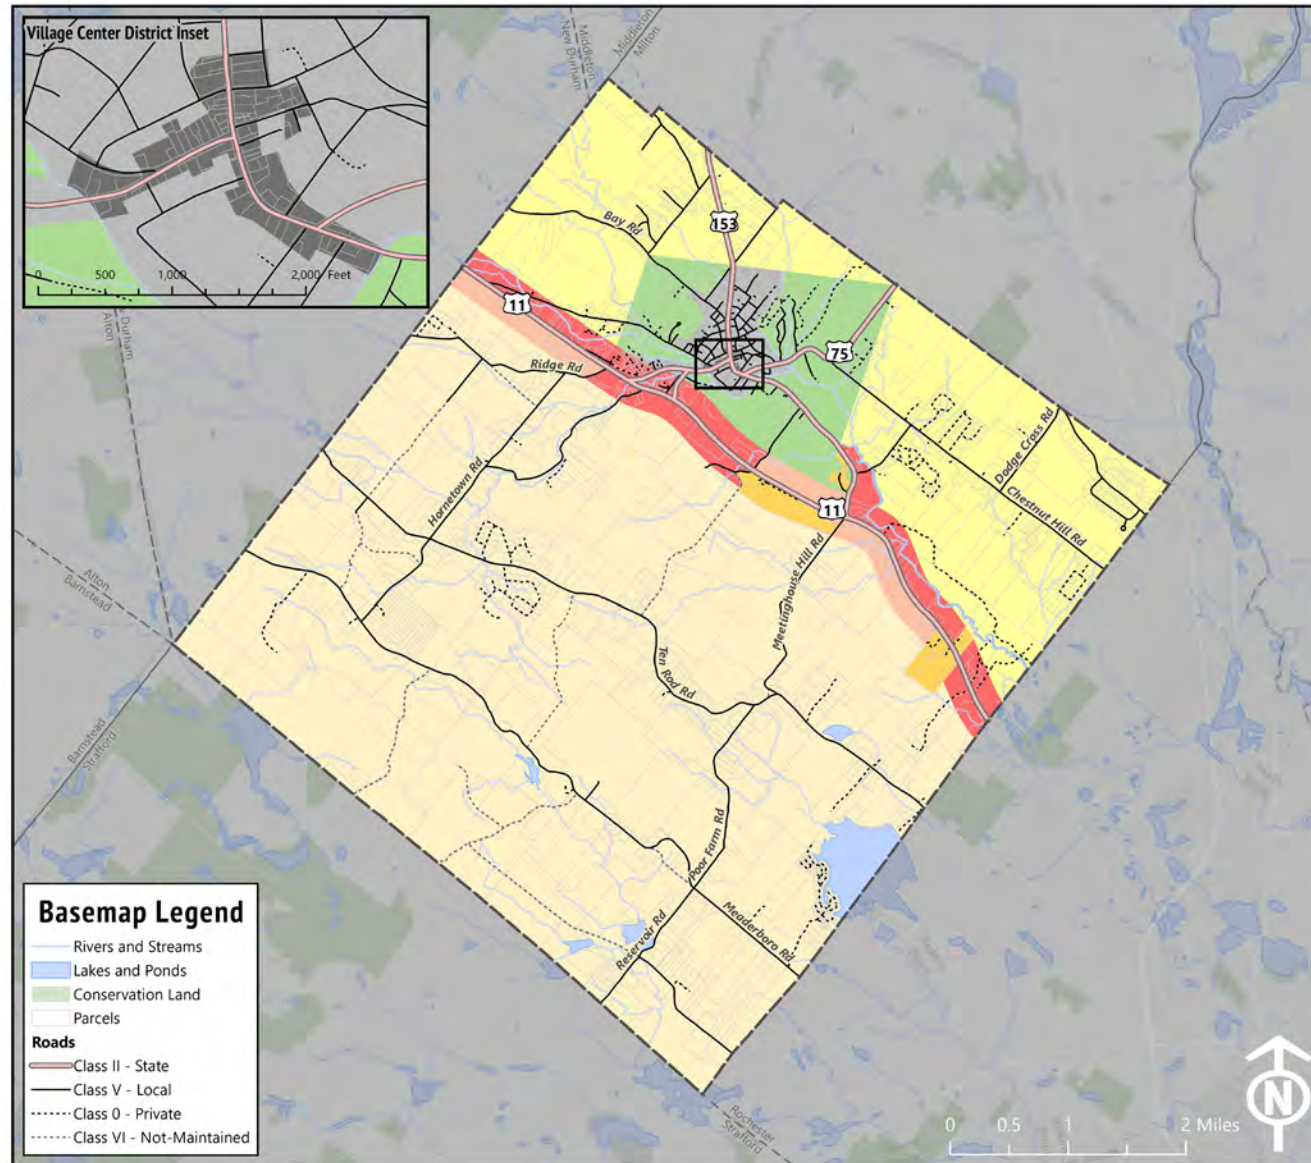 Village Center District Inset
0 500 1,000 2,000 Feet
Middleton
New Durham
Middleton
Milton
153
Bay Rd
11
75
Ridge Rd
Dodge Cross Rd
Chestnut Hill Rd
Hornetown Rd
11
Meetinghouse Hill Rd
Alton
Alton
Barnstead
Ten Rod Rd
Barnstead
Strafford
Poor Farm Rd
Meaderboro Rd
Reservoir Rd
Rochester
Strafford
Basemap Legend
Rivers and Streams
Lakes and Ponds
Conservation Land
Parcels
Roads
Class II - State
Class V - Local
Class 0 - Private
Class VI - Not-Maintained
0 0.5 1 2 Miles
N